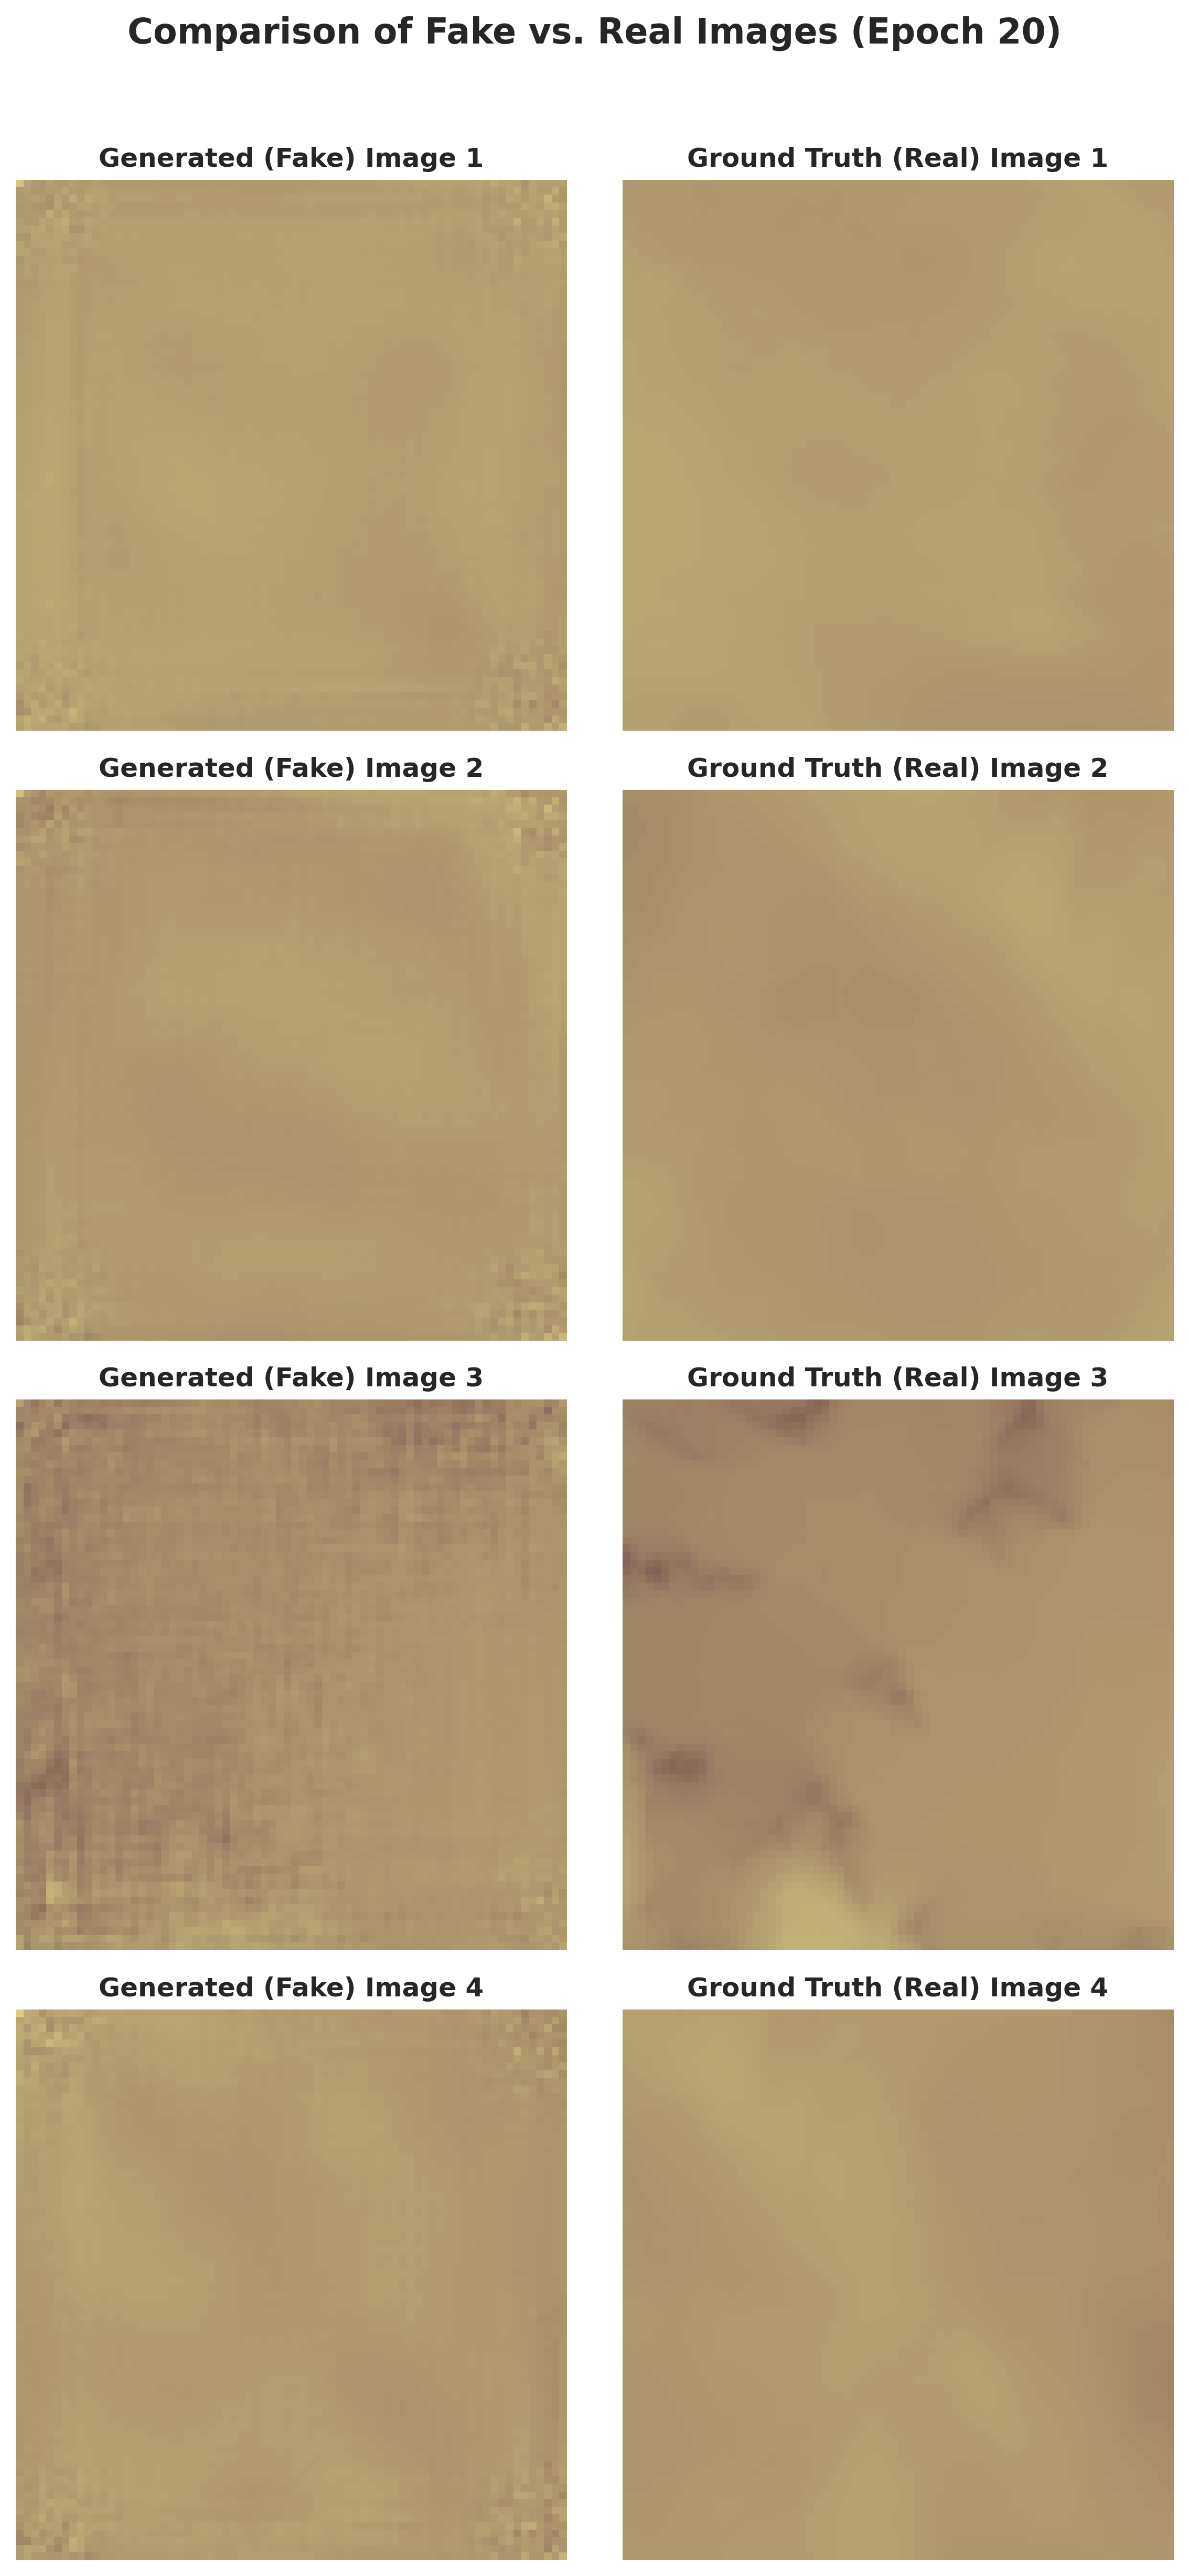 Comparison of Fake vs. Real Images (Epoch 20)
Generated (Fake) Image 1
Ground Truth (Real) Image 1
Generated (Fake) Image 2
Ground Truth (Real) Image 2
Generated (Fake) Image 3
Ground Truth (Real) Image 3
Generated (Fake) Image 4
Ground Truth (Real) Image 4